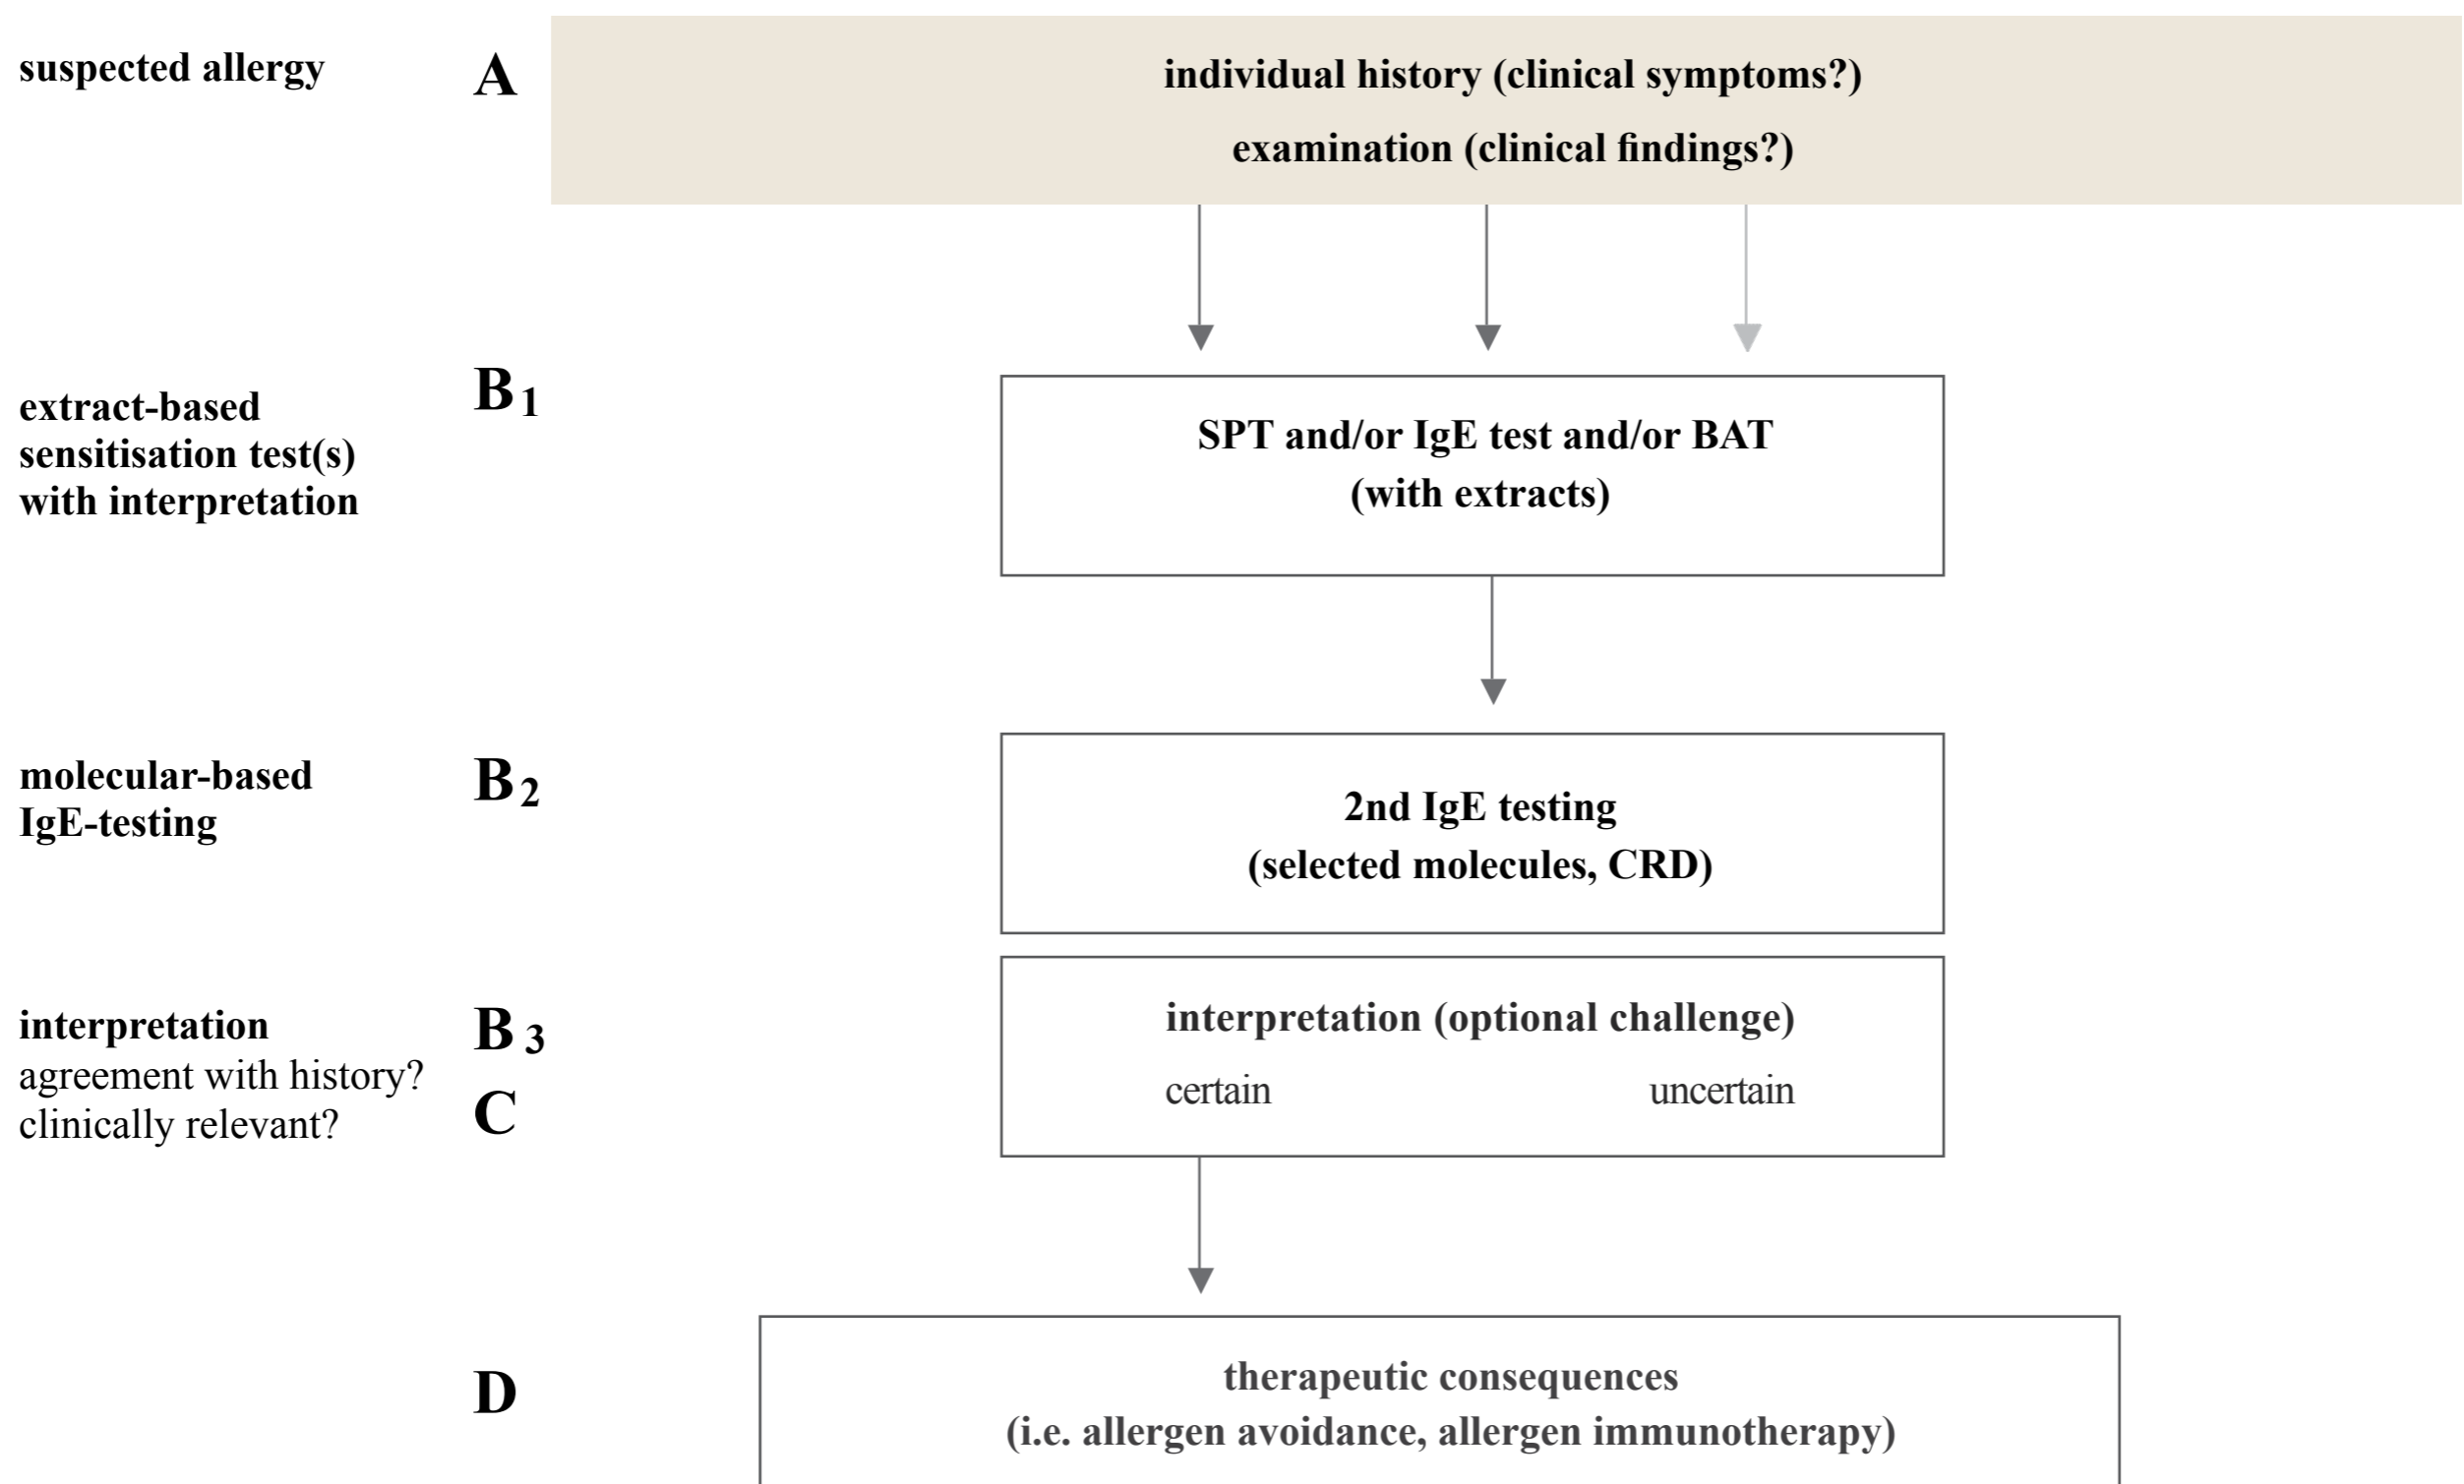 suspected allergy
A
individual history (clinical symptoms?)
examination (clinical findings?)
extract-based
sensitisation test(s)
with interpretation
B1
SPT and/or IgE test and/or BAT
(with extracts)
molecular-based
IgE-testing
B2
2nd IgE testing
(selected molecules, CRD)
interpretation
agreement with history?
clinically relevant?
B3
C
interpretation (optional challenge)
certain uncertain
D
therapeutic consequences
(i.e. allergen avoidance, allergen immunotherapy)